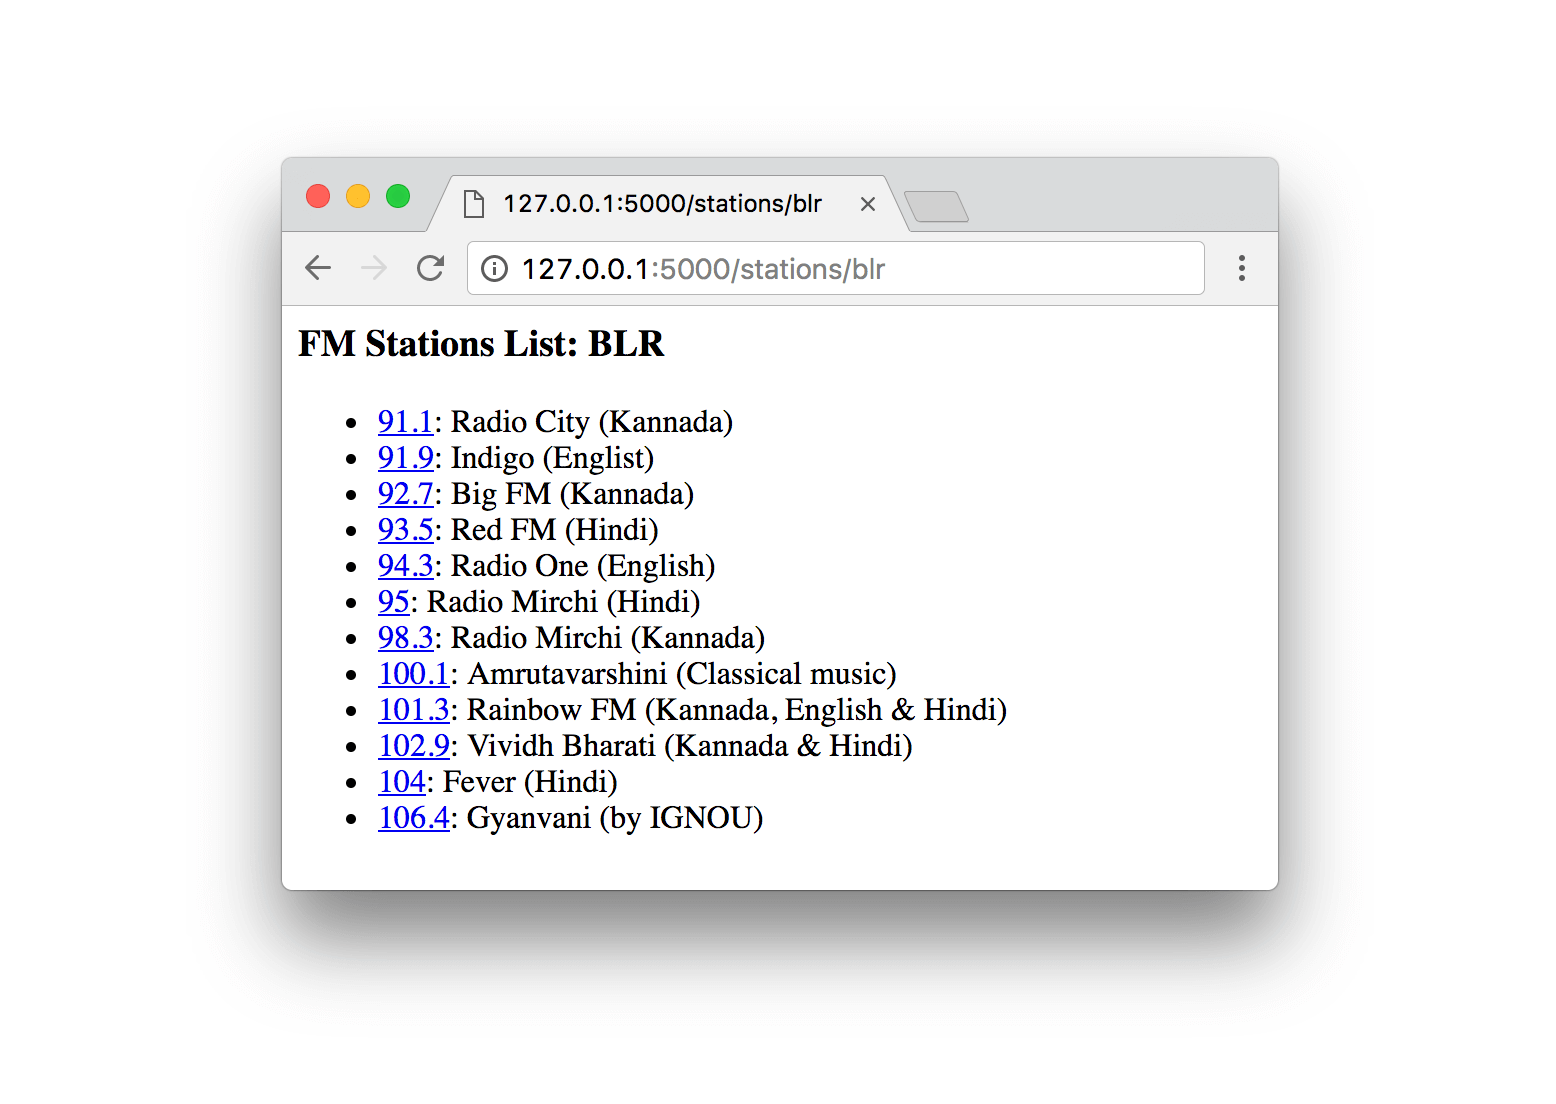 127.0.0.1:5000/stations/blr
127.0.0.1:5000/stations/blr
FM Stations List: BLR
91.1: Radio City (Kannada)
91.9: Indigo (Englist)
92.7: Big FM (Kannada)
93.5: Red FM (Hindi)
94.3: Radio One (English)
95: Radio Mirchi (Hindi)
98.3: Radio Mirchi (Kannada)
100.1: Amrutavarshini (Classical music)
101.3: Rainbow FM (Kannada, English & Hindi)
102.9: Vividh Bharati (Kannada & Hindi)
104: Fever (Hindi)
106.4: Gyanvani (by IGNOU)